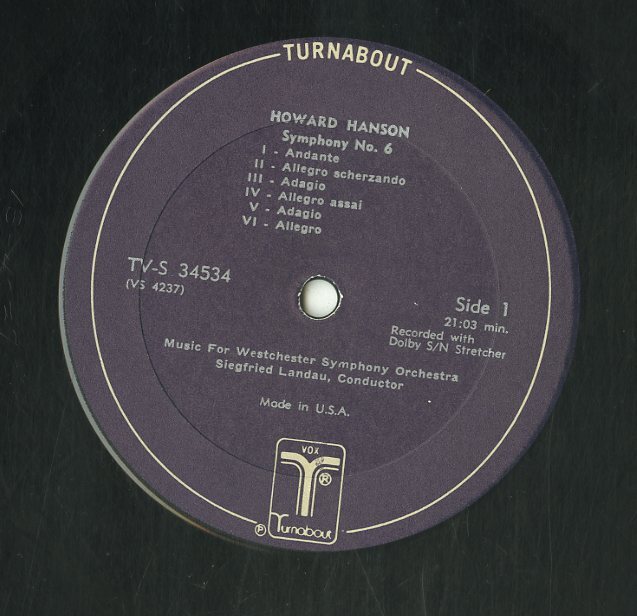 TURNABOUT
HOWARD HANSON
Symphony No. 6
I - Andante
II - Allegro scherzando
III - Adagio
IV - Allegro assai
V - Adagio
VI - Allegro
TV-S 34534
(VS 4237)
Side 1
21:03 min.
Recorded with
Dolby S/N Stretcher
Music For Westchester Symphony Orchestra
Siegfried Landau, Conductor
Made in U.S.A.
VOX
®
℗ Turnabout